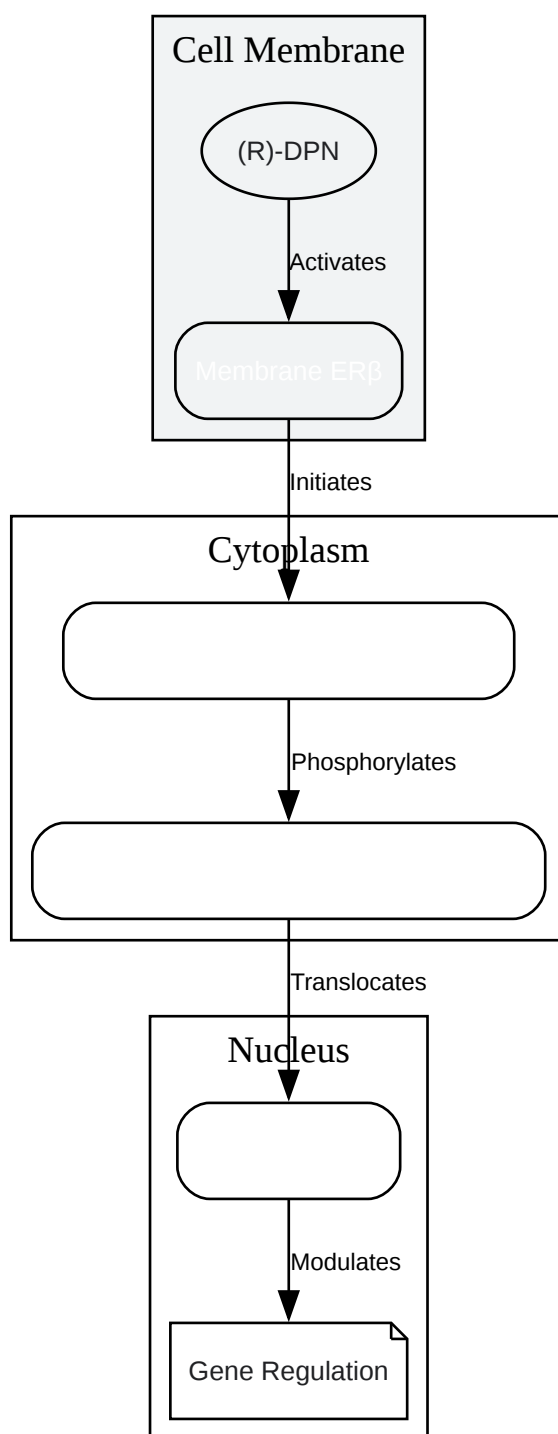 Cell Membrane
(R)-DPN
Activates
Membrane ERβ
Initiates
Cytoplasm
Phosphorylates
Translocates
Nucleus
Modulates
Gene Regulation